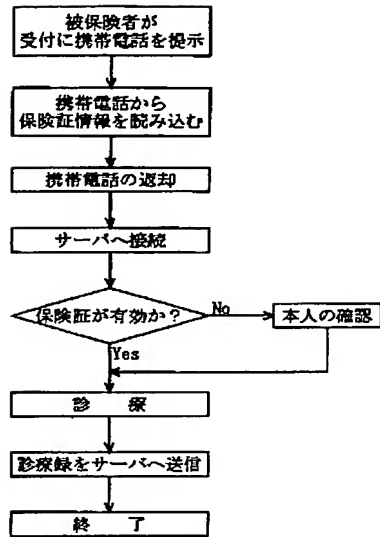 被保険者が
受付に携帯電話を提示
携帯電話から
保険証情報を読み込む
携帯電話の返却
サーバへ接続
保険証が有効か？
No
本人の確認
Yes
診　療
診療録をサーバへ送信
終　了